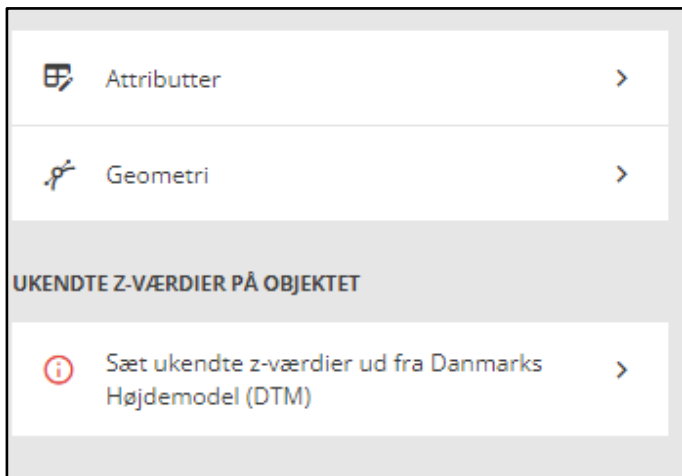 Attributter
Geometri
UKENDTE Z-VÆRDIER PÅ OBJEKTET
Sæt ukendte z-værdier ud fra Danmarks
Højdemodel (DTM)